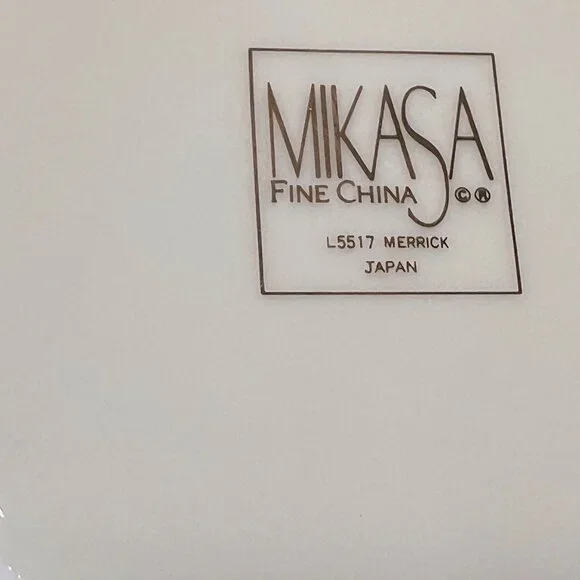 MIKASA
FINE CHINA ©®
L5517 MERRICK
JAPAN